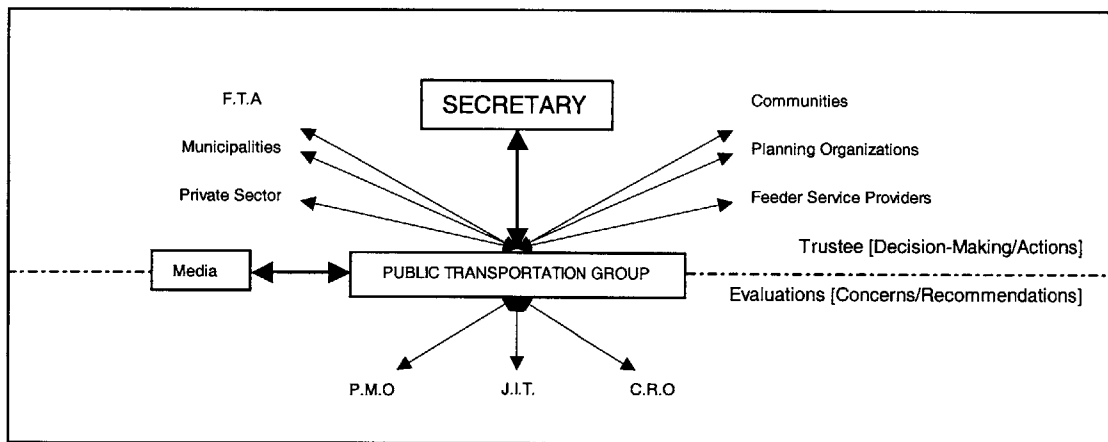 F.T.A
SECRETARY
Communities
Municipalities
Planning Organizations
Private Sector
Feeder Service Providers
Trustee [Decision-Making/Actions]
Media
PUBLIC TRANSPORTATION GROUP
Evaluations [Concerns/Recommendations]
P.M.O
J.I.T.
C.R.O